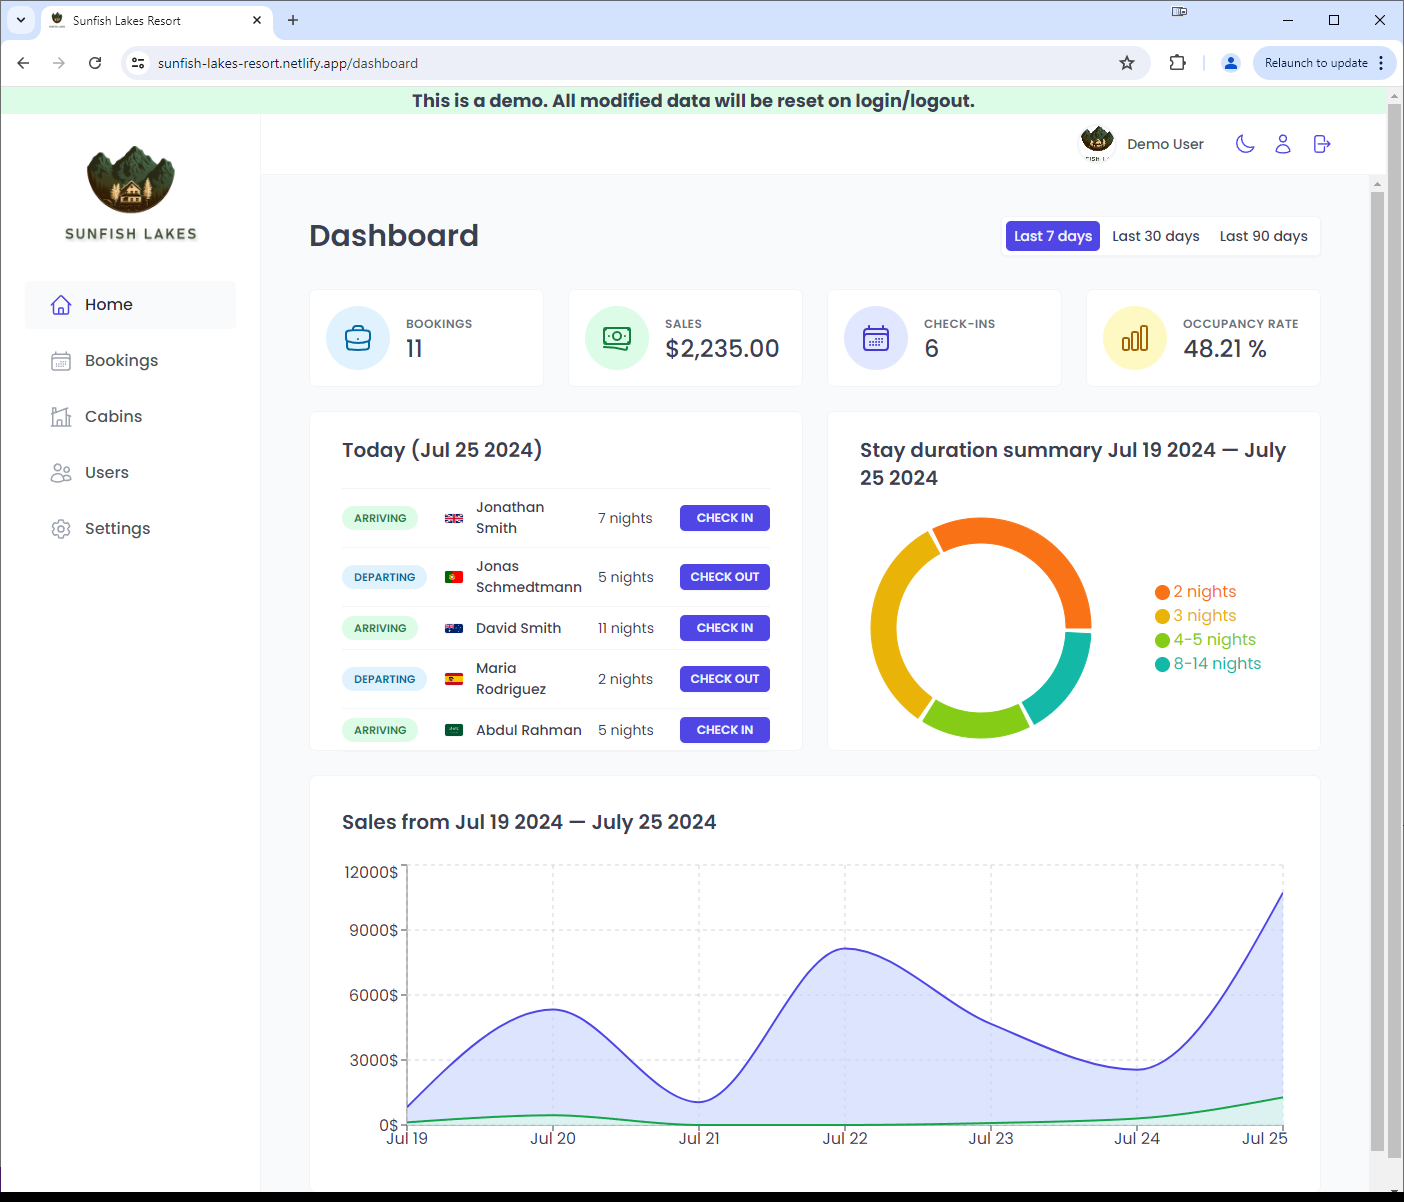 Sunfish Lakes Resort
sunfish-lakes-resort.netlify.app/dashboard
Relaunch to update
This is a demo. All modified data will be reset on login/logout.
SUNFISH LAKES
Demo User
Home
Bookings
Cabins
Users
Settings
Dashboard
Last 7 days
Last 30 days
Last 90 days
BOOKINGS
11
SALES
$2,235.00
CHECK-INS
6
OCCUPANCY RATE
48.21 %
Today (Jul 25 2024)
ARRIVING
Jonathan
Smith
7 nights
CHECK IN
DEPARTING
Jonas
Schmedtmann
5 nights
CHECK OUT
ARRIVING
David Smith
11 nights
CHECK IN
DEPARTING
Maria
Rodriguez
2 nights
CHECK OUT
ARRIVING
Abdul Rahman
5 nights
CHECK IN
Stay duration summary Jul 19 2024 — July
25 2024
2 nights
3 nights
4-5 nights
8-14 nights
Sales from Jul 19 2024 — July 25 2024
12000$
9000$
6000$
3000$
0$
Jul 19
Jul 20
Jul 21
Jul 22
Jul 23
Jul 24
Jul 25